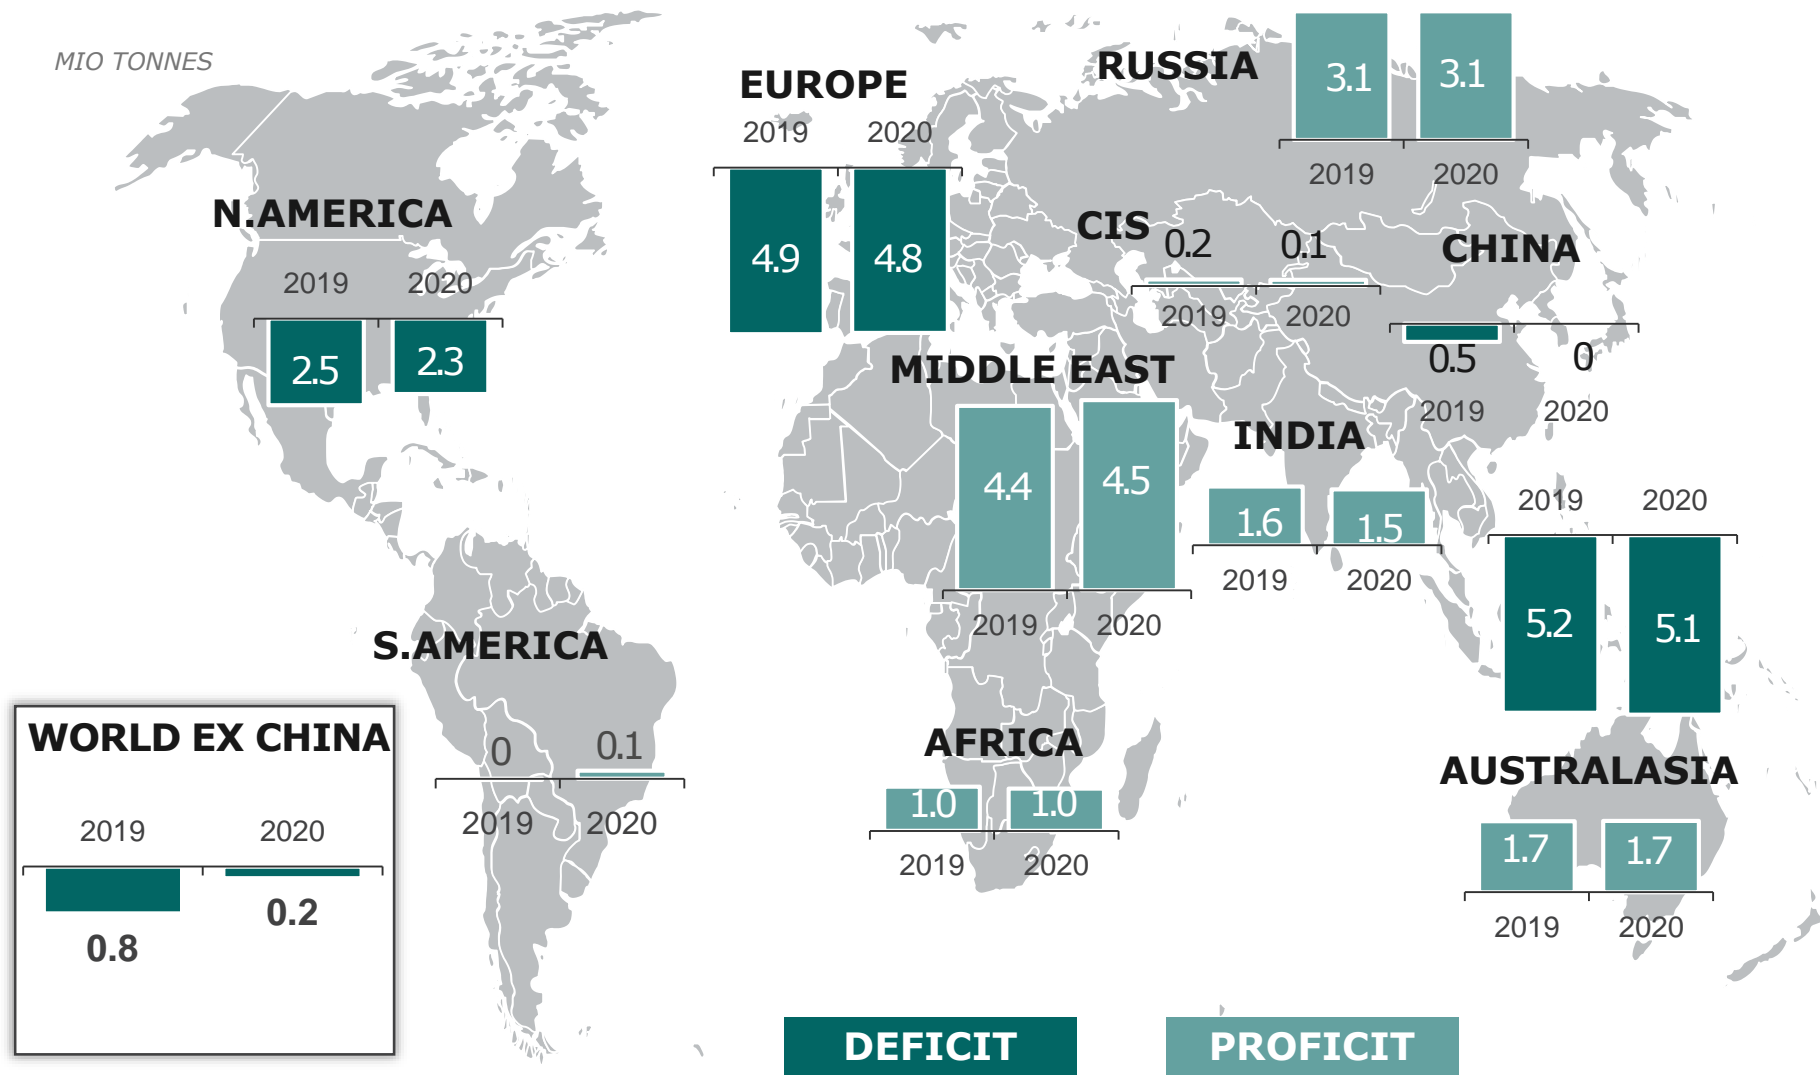 MIO TONNES
N.AMERICA
2019 2020
2.5 2.3
EUROPE
2019 2020
4.9 4.8
RUSSIA
3.1 3.1
2019 2020
CIS
0.2 0.1
2019 2020
CHINA
0.5 0
2019 2020
MIDDLE EAST
4.4 4.5
2019 2020
INDIA
1.6 1.5
2019 2020
2019 2020
5.2 5.1
S.AMERICA
0 0.1
2019 2020
AFRICA
1.0 1.0
2019 2020
AUSTRALASIA
1.7 1.7
2019 2020
WORLD EX CHINA
2019 2020
0.8 0.2
DEFICIT PROFICIT